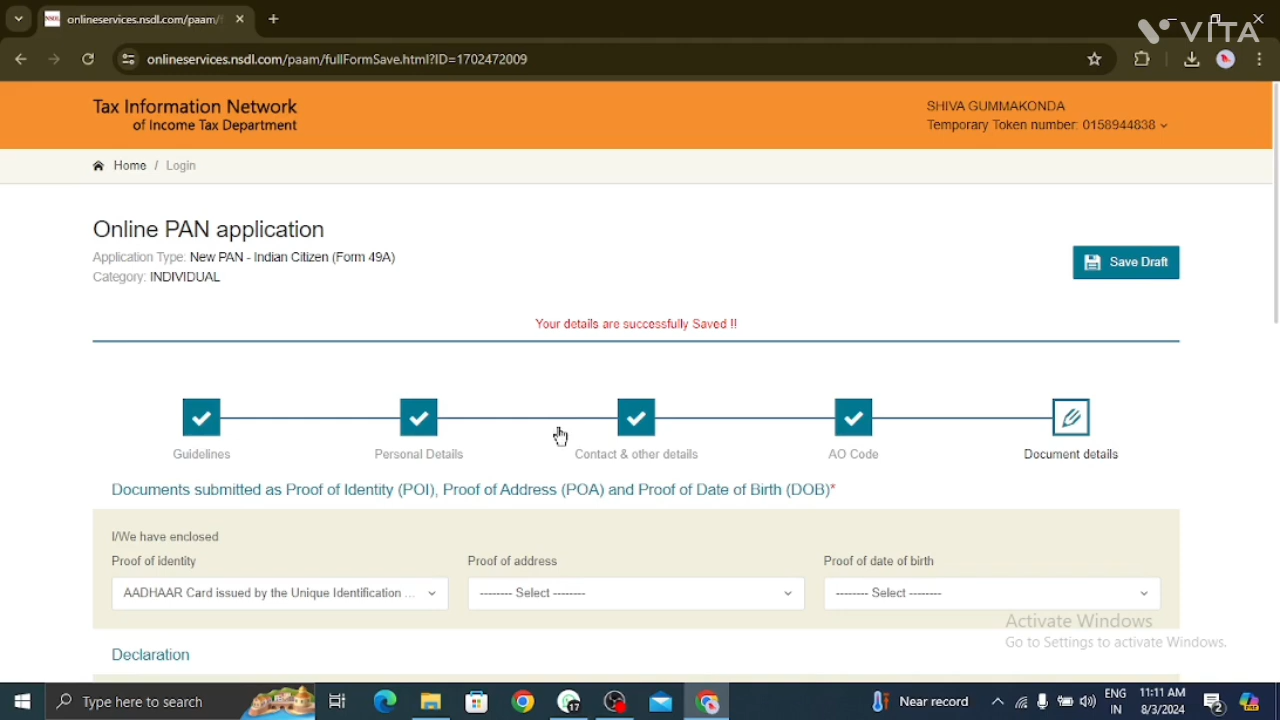 onlineservices.nsdl.com/paam/f
VITA
onlineservices.nsdl.com/paam/fullFormSave.html?ID=1702472009
Tax Information Network
of Income Tax Department
SHIVA GUMMAKONDA
Temporary Token number: 0158944838
Home / Login
Online PAN application
Application Type: New PAN - Indian Citizen (Form 49A)
Category: INDIVIDUAL
Save Draft
Your details are successfully Saved !!
Guidelines
Personal Details
Contact & other details
AO Code
Document details
Documents submitted as Proof of Identity (POI), Proof of Address (POA) and Proof of Date of Birth (DOB)*
I/We have enclosed
Proof of identity
Proof of address
Proof of date of birth
AADHAAR Card issued by the Unique Identification ...
-------- Select --------
-------- Select --------
Activate Windows
Go to Settings to activate Windows.
Declaration
Type here to search
17
Near record
ENG
IN
11:11 AM
8/3/2024
2